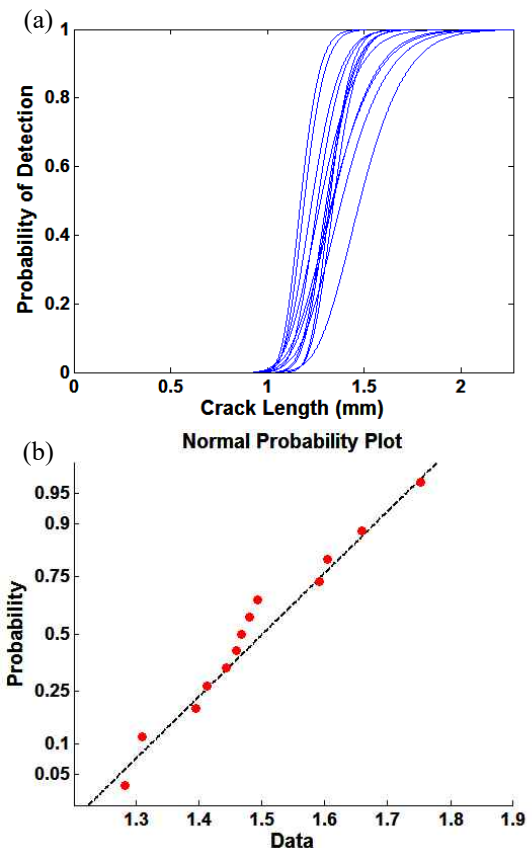 (a)
1
0.8
0.6
0.4
0.2
0
Probability of Detection
0 0.5 1 1.5 2
Crack Length (mm)
Normal Probability Plot
(b)
0.95
0.9
0.75
0.5
0.25
0.1
0.05
Probability
1.3 1.4 1.5 1.6 1.7 1.8 1.9
Data